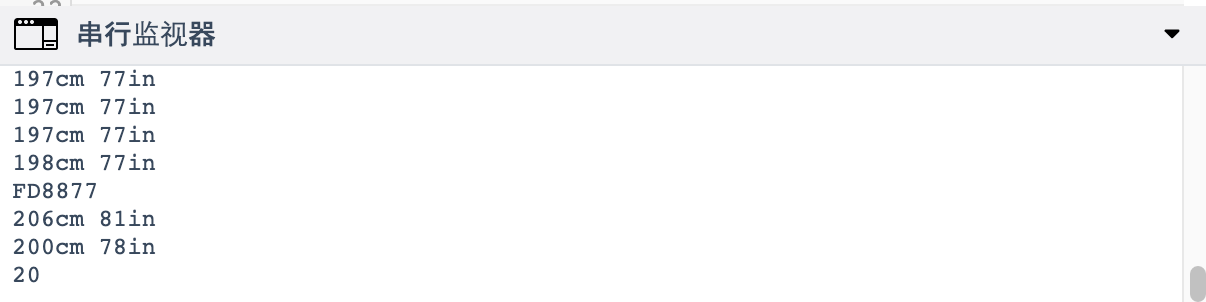 串行监视器
197cm 77in
197cm 77in
197cm 77in
198cm 77in
FD8877
206cm 81in
200cm 78in
20